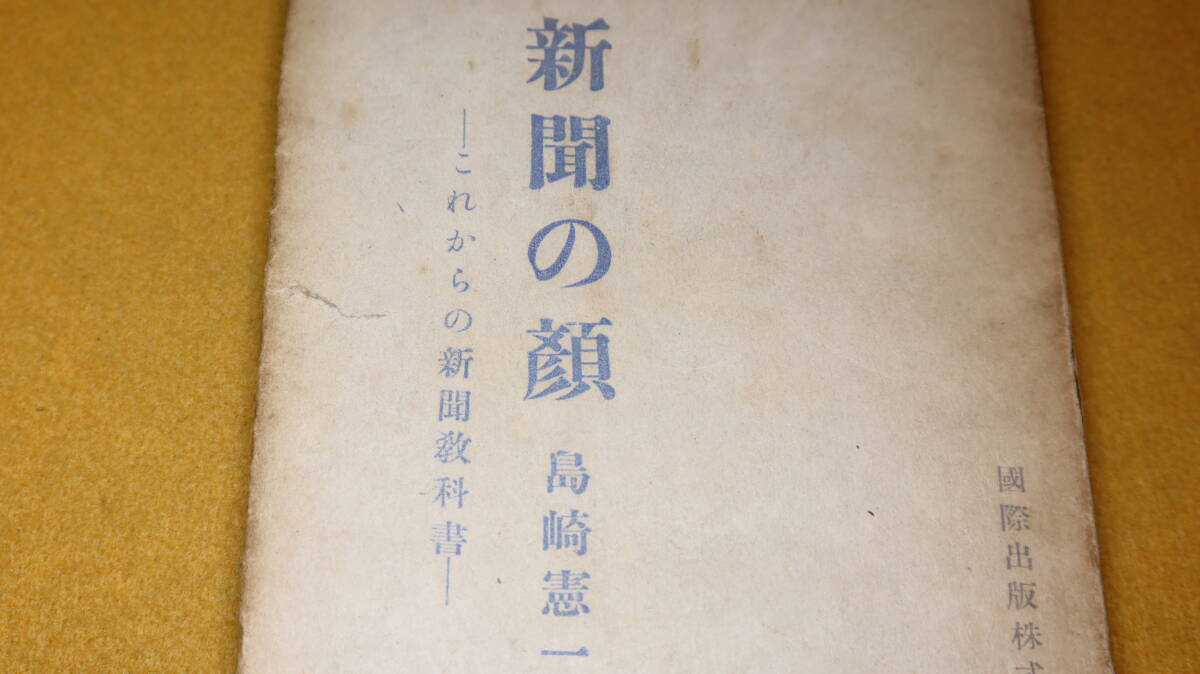 國際出版株式
新聞の顏 島崎憲一
―これからの新聞教科書―